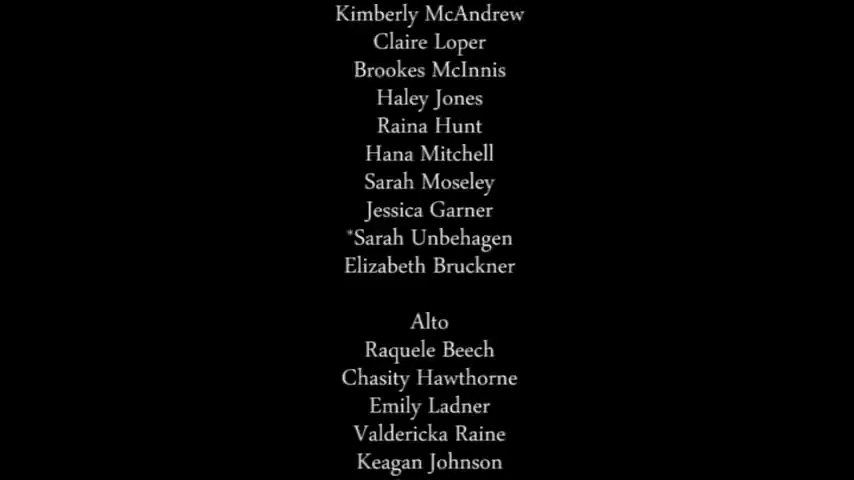 Kimberly McAndrew
Claire Loper
Brookes McInnis
Haley Jones
Raina Hunt
Hana Mitchell
Sarah Moseley
Jessica Garner
*Sarah Unbehagen
Elizabeth Bruckner
Alto
Raquele Beech
Chasity Hawthorne
Emily Ladner
Valdericka Raine
Keagan Johnson